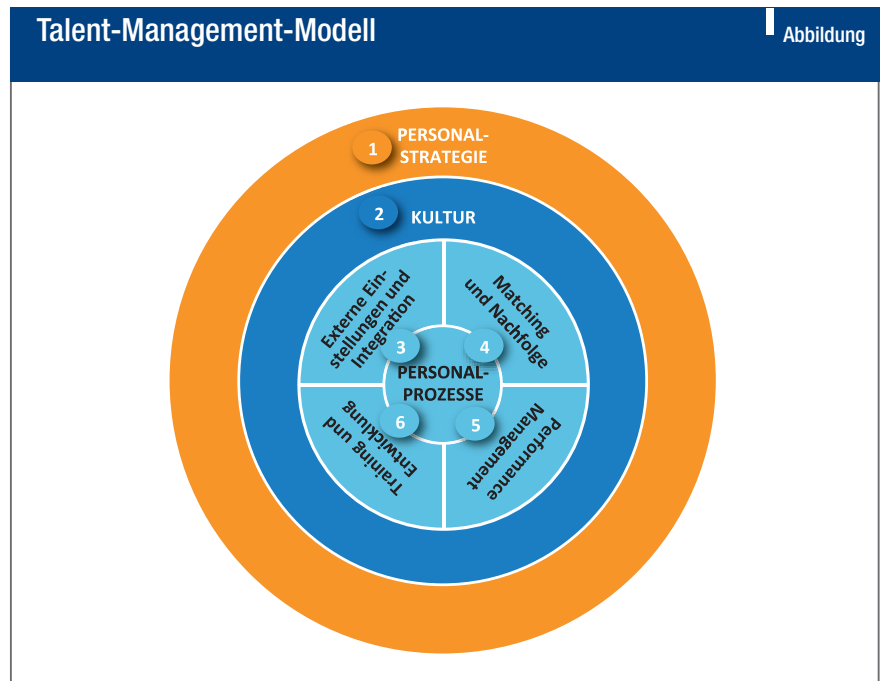 Talent-Management-Modell
Abbildung
1
PERSONAL-
STRATEGIE
2
KULTUR
Externe Ein-
stellungen und
Integration
3
Matching
und Nachfolge
4
PERSONAL-
PROZESSE
6
Training und
Entwicklung
5
Performance
Management